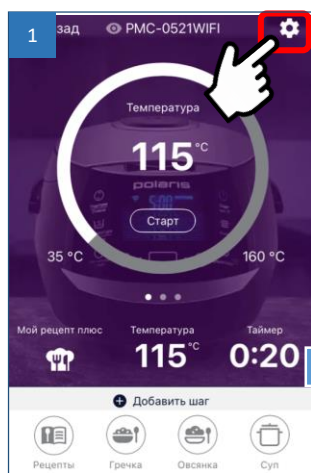 1
зад
PMC-0521WIFI
Температура
115 °C
polaris
Старт
35 °C
160 °C
Мой рецепт плюс
Температура
Таймер
115 °C
0:20
Добавить шаг
Рецепты
Гречка
Овсянка
Суп